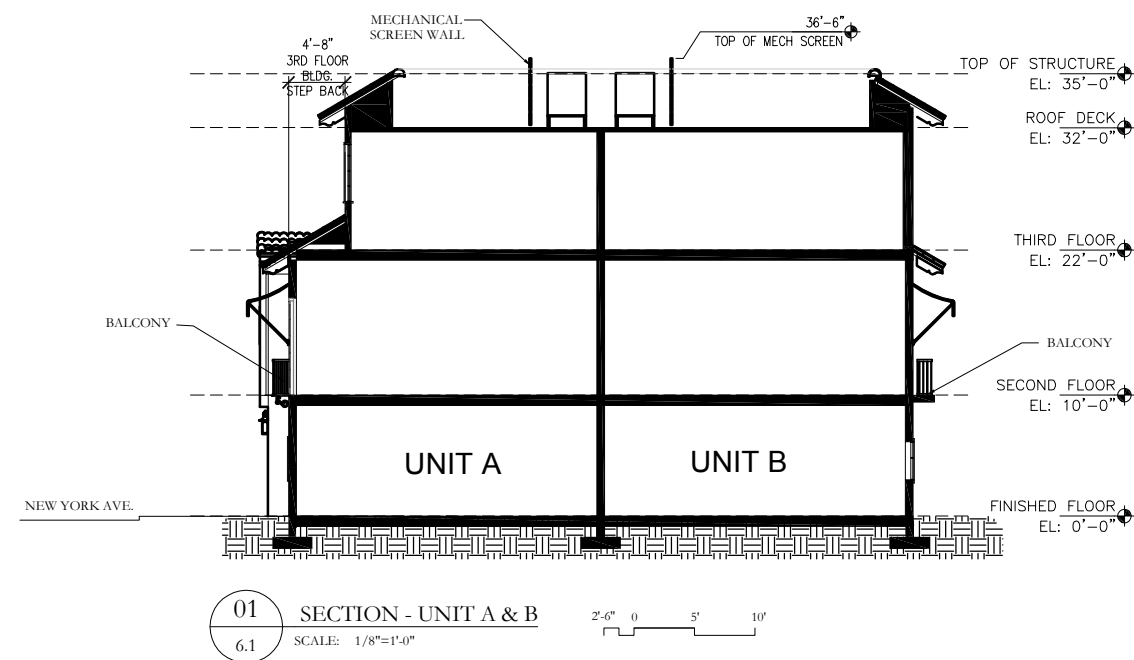 MECHANICAL
SCREEN WALL
36'-6"
TOP OF MECH SCREEN
4'-8"
3RD FLOOR
BLDG.
STEP BACK
TOP OF STRUCTURE
EL: 35'-0"
ROOF DECK
EL: 32'-0"
THIRD FLOOR
EL: 22'-0"
BALCONY
BALCONY
SECOND FLOOR
EL: 10'-0"
UNIT A
UNIT B
NEW YORK AVE.
FINISHED FLOOR
EL: 0'-0"
01
6.1
SECTION - UNIT A & B
SCALE: 1/8"=1'-0"
2'-6" 0 5' 10'